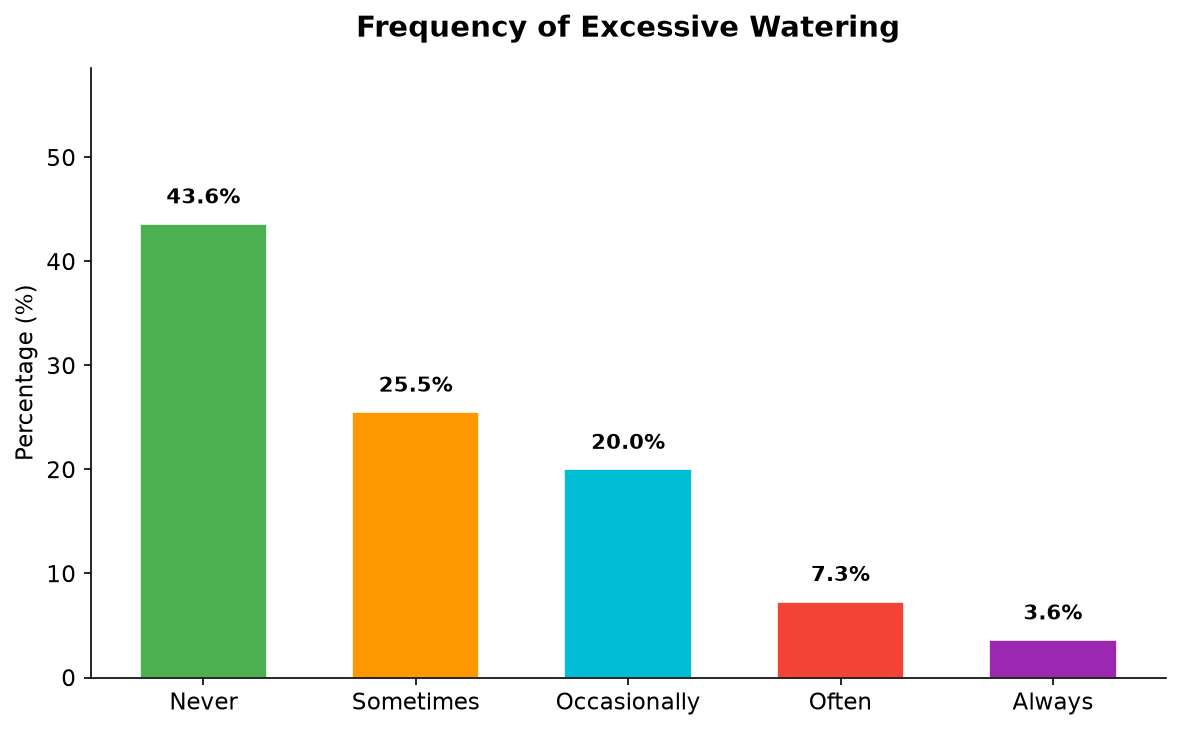 Frequency of Excessive Watering
Percentage (%)
50
40
30
20
10
0
43.6%
25.5%
20.0%
7.3%
3.6%
Never
Sometimes
Occasionally
Often
Always